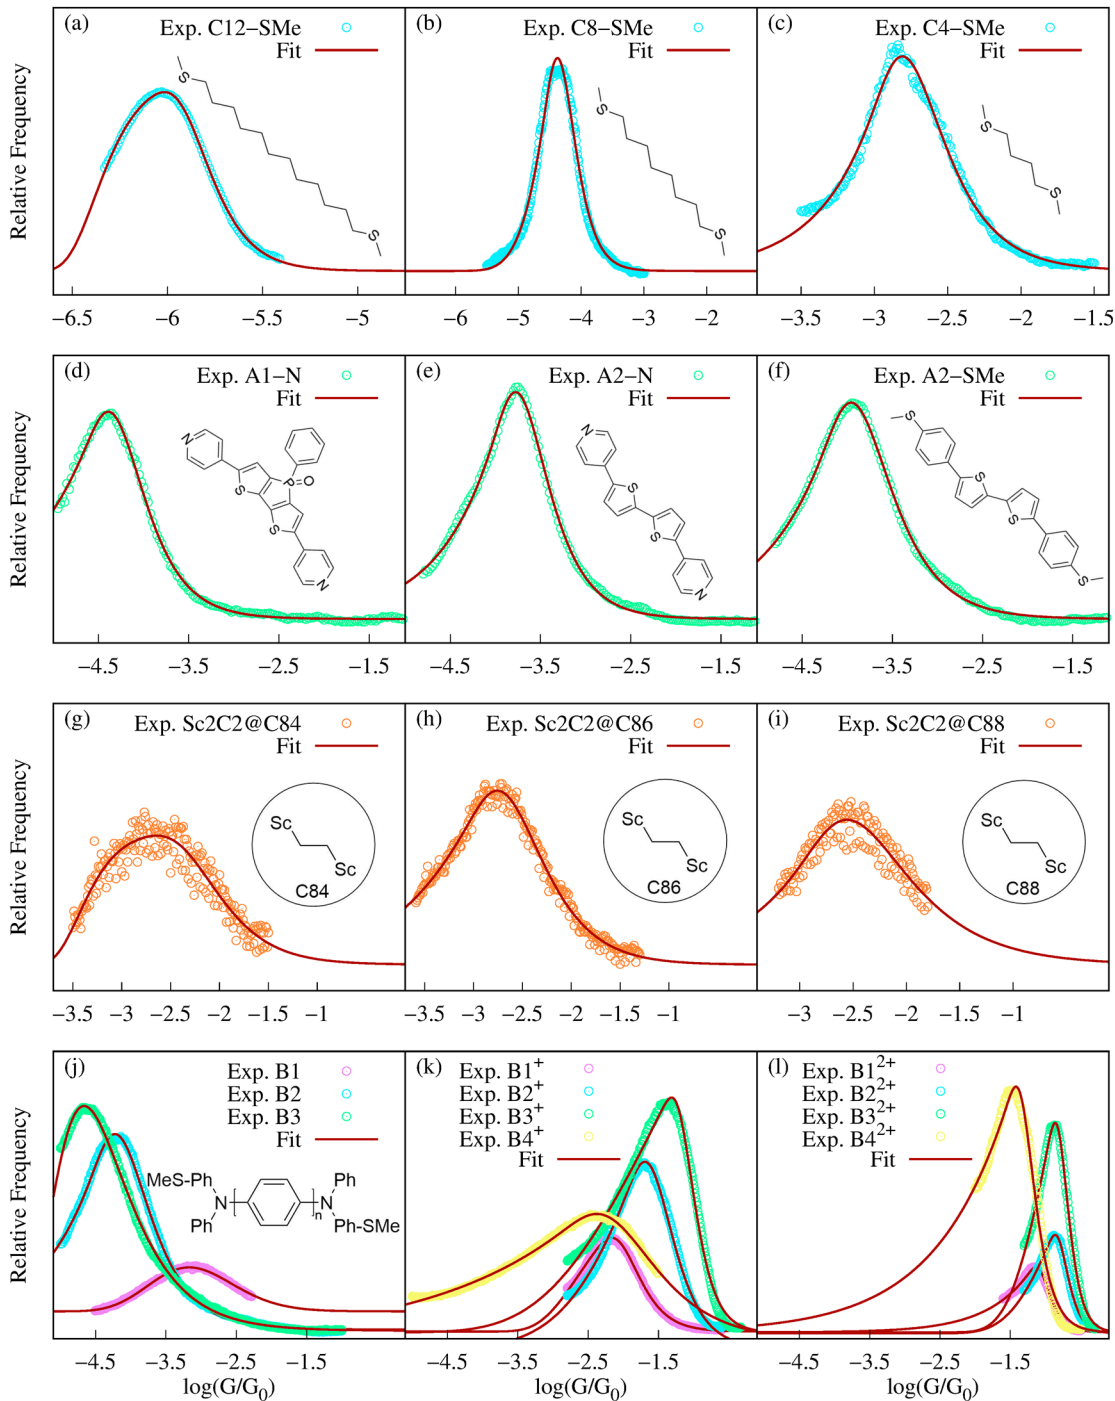 (a) Exp. C12−SMe
Fit
(b) Exp. C8−SMe
Fit
(c) Exp. C4−SMe
Fit
S
S
S
S
S
S
Relative Frequency
−6.5 −6 −5.5 −5
−6 −5 −4 −3 −2
−3.5 −3 −2.5 −2 −1.5
(d) Exp. A1−N
Fit
(e) Exp. A2−N
Fit
(f) Exp. A2−SMe
Fit
N
P=O
S
S
N
N
S
S
N
S
S
S
S
Relative Frequency
−4.5 −3.5 −2.5 −1.5
−4.5 −3.5 −2.5 −1.5
−4.5 −3.5 −2.5 −1.5
(g) Exp. Sc2C2@C84
Fit
(h) Exp. Sc2C2@C86
Fit
(i) Exp. Sc2C2@C88
Fit
Sc
Sc
C84
Sc
Sc
C86
Sc
Sc
C88
Relative Frequency
−3.5 −3 −2.5 −2 −1.5 −1
−3.5 −3 −2.5 −2 −1.5 −1
−3 −2.5 −2 −1.5 −1
(j) Exp. B1
Exp. B2
Exp. B3
Fit
MeS-Ph
Ph
N
N
n
Ph
Ph-SMe
(k) Exp. B1⁺
Exp. B2⁺
Exp. B3⁺
Exp. B4⁺
Fit
(l) Exp. B1²⁺
Exp. B2²⁺
Exp. B3²⁺
Exp. B4²⁺
Fit
Relative Frequency
−4.5 −3.5 −2.5 −1.5
−4.5 −3.5 −2.5 −1.5
−4.5 −3.5 −2.5 −1.5
log(G/G₀)
log(G/G₀)
log(G/G₀)